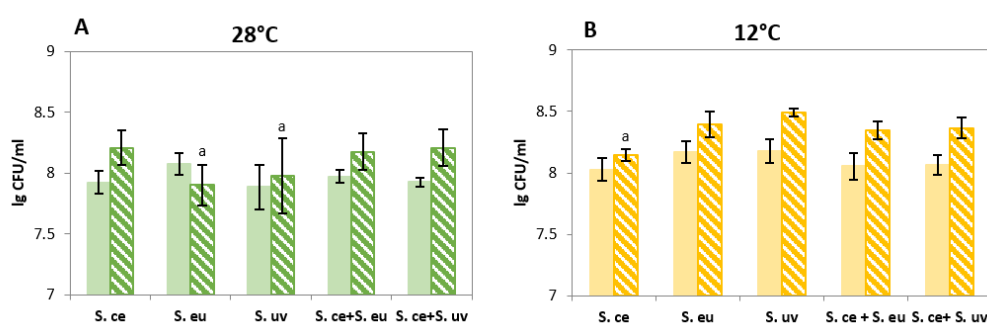 A
28°C
9
8.5
8
7.5
7
lg CFU/ml
a
a
S. ce
S. eu
S. uv
S. ce+S. eu
S. ce+S. uv
B
12°C
9
8.5
8
7.5
7
lg CFU/ml
a
S. ce
S. eu
S. uv
S. ce + S. eu
S. ce+ S. uv